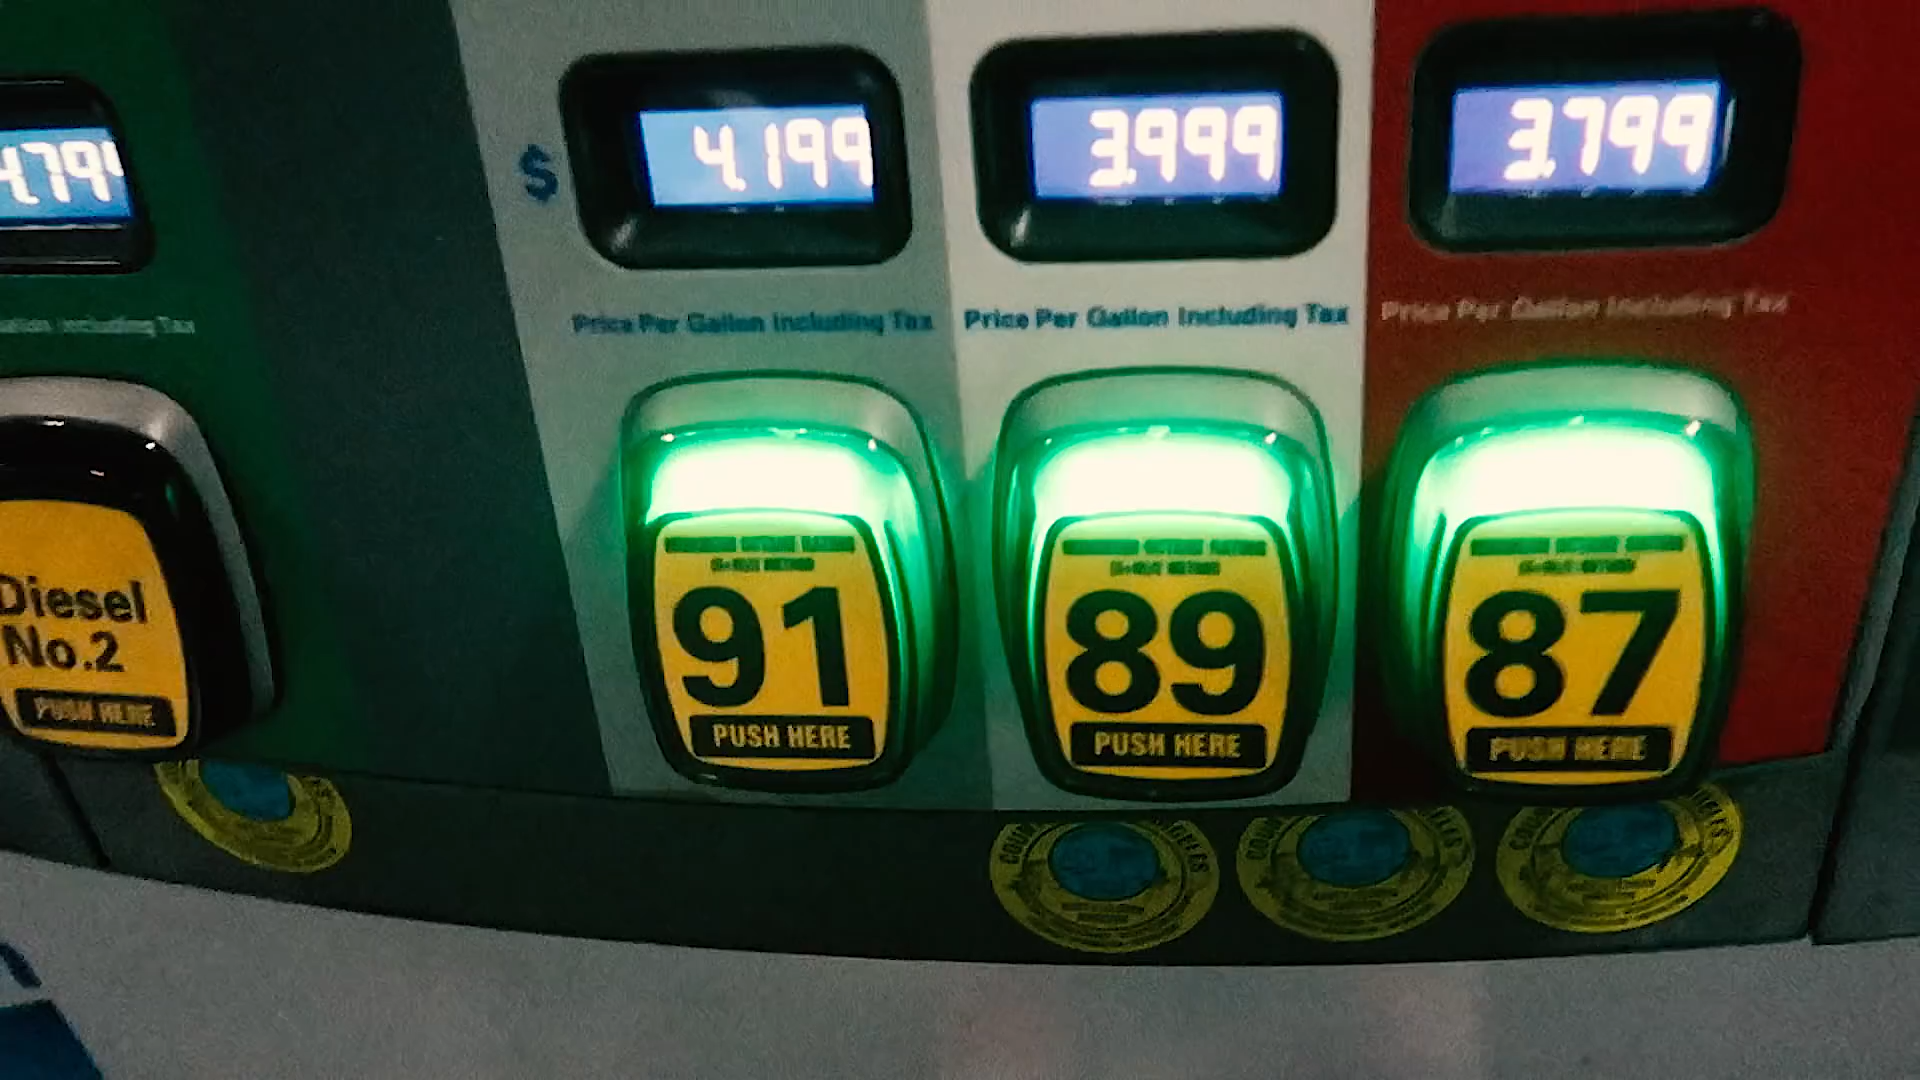 4.79
$ 4.199
3.999
3.799
Including Tax
Price Per Gallon Including Tax
Price Per Gallon Including Tax
Price Per Gallon Including Tax
Diesel
No.2
PUSH HERE
91
PUSH HERE
89
PUSH HERE
87
PUSH HERE